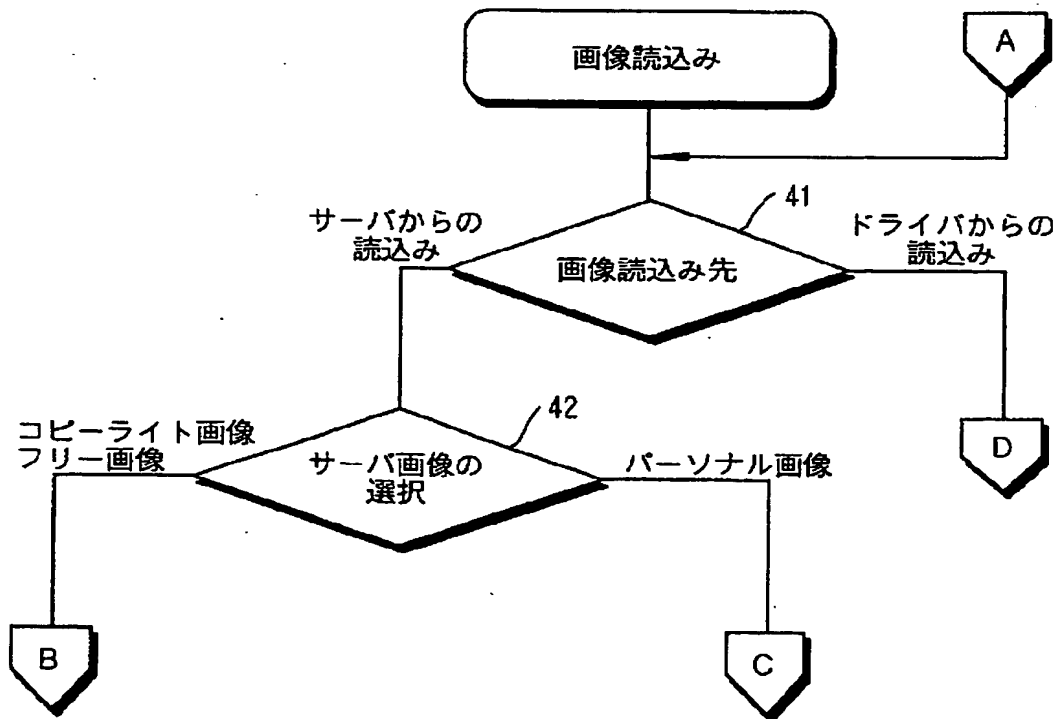 画像読込み
A
41
サーバからの
読込み
画像読込み先
ドライバからの
読込み
42
コピーライト画像
フリー画像
サーバ画像の
選択
パーソナル画像
D
B
C